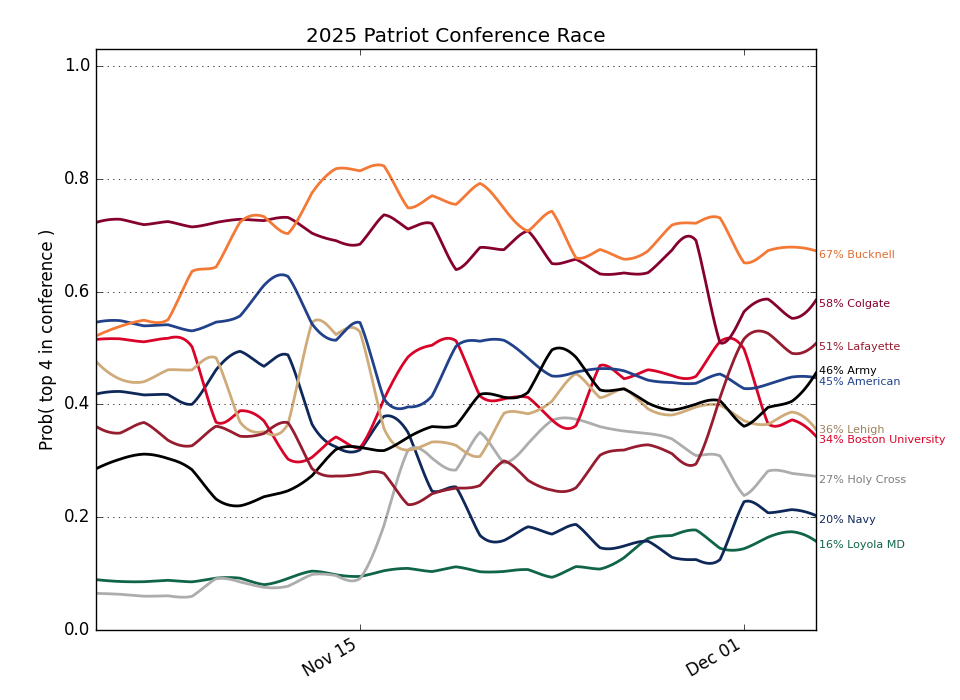 2025 Patriot Conference Race
Prob( top 4 in conference )
1.0
0.8
0.6
0.4
0.2
0.0
Nov 15
Dec 01
67% Bucknell
58% Colgate
51% Lafayette
46% Army
45% American
36% Lehigh
34% Boston University
27% Holy Cross
20% Navy
16% Loyola MD